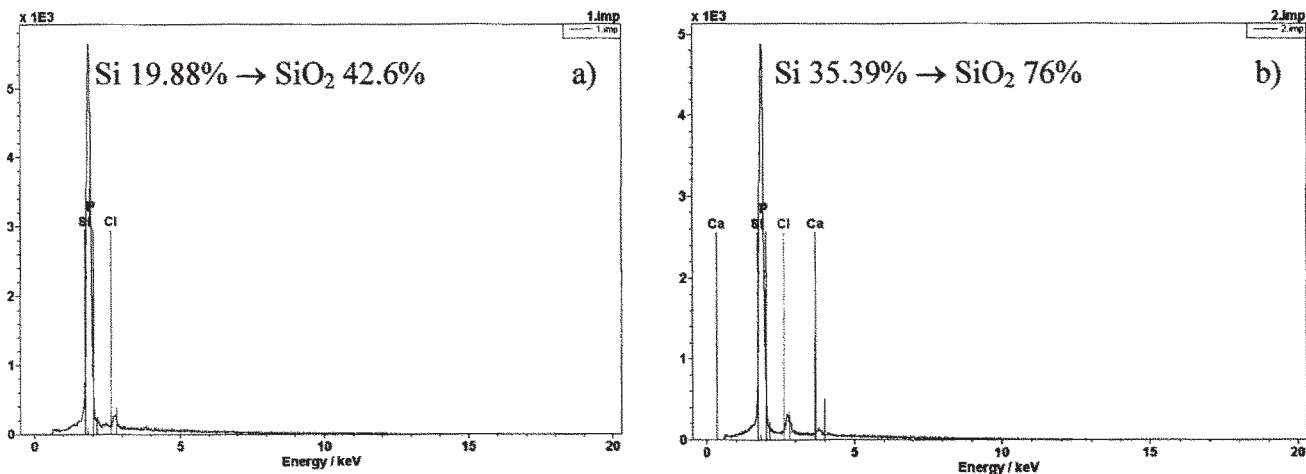 x 1E3
1.imp
1.imp
Si 19.88% → SiO₂ 42.6%
a)
5
4
P
Si Cl
3
2
1
0
0 5 10 15 20
Energy / keV
x 1E3
2.imp
2.imp
Si 35.39% → SiO₂ 76%
b)
5
4
3
P
Ca Si Cl Ca
2
1
0
0 5 10 15 20
Energy / keV